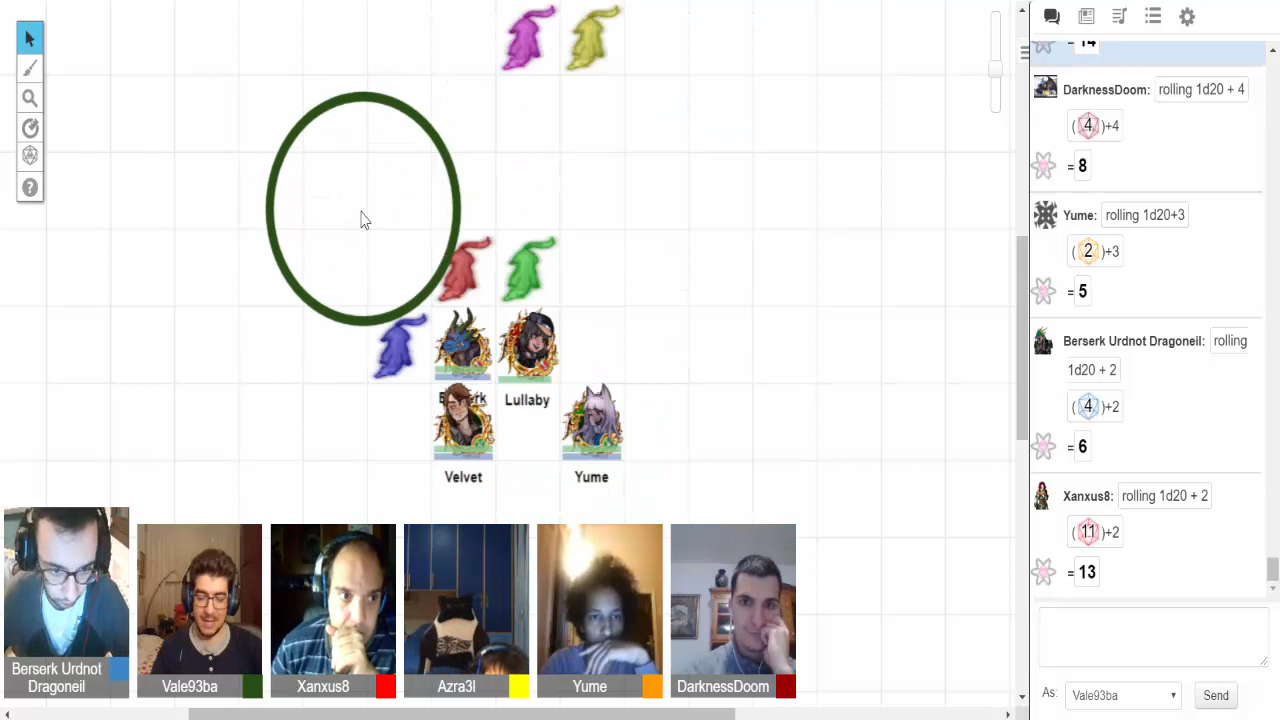 14
DarknessDoom: rolling 1d20 + 4
(4)+4
= 8
Yume: rolling 1d20+3
(2)+3
= 5
Berserk Urdnot Dragoneil: rolling
1d20 + 2
(4)+2
= 6
Xanxus8: rolling 1d20 + 2
(11)+2
= 13
Lullaby
Velvet
Yume
Berserk Urdnot
Dragoneil
Vale93ba
Xanxus8
Azra3l
Yume
DarknessDoom
As: Vale93ba Send